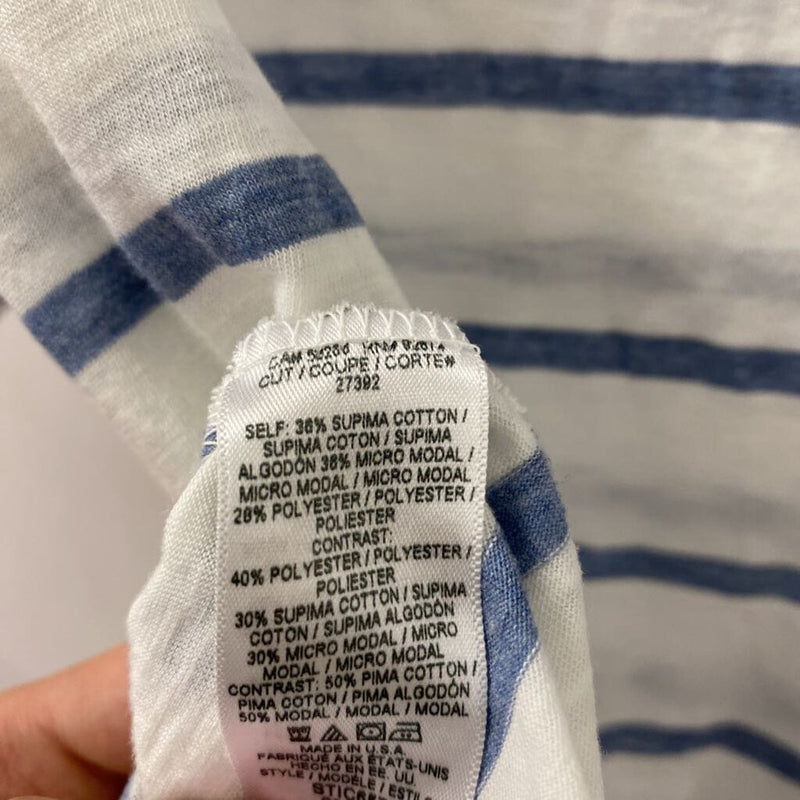 CUT / COUPE / CORTE#
27392
SELF: 36% SUPIMA COTTON /
SUPIMA COTON / SUPIMA
ALGODÓN 36% MICRO MODAL /
MICRO MODAL / MICRO MODAL
28% POLYESTER / POLYESTER /
POLIESTER
CONTRAST:
40% POLYESTER / POLYESTER /
POLIESTER
30% SUPIMA COTTON / SUPIMA
COTON / SUPIMA ALGODÓN
30% MICRO MODAL / MICRO
MODAL / MICRO MODAL
CONTRAST: 50% PIMA COTTON /
PIMA COTON / PIMA ALGODÓN
50% MODAL / MODAL / MODAL
MADE IN U.S.A.
FABRIQUÉ AUX ÉTATS-UNIS
HECHO EN EE. UU
STYLE / MODÈLE / ESTILO